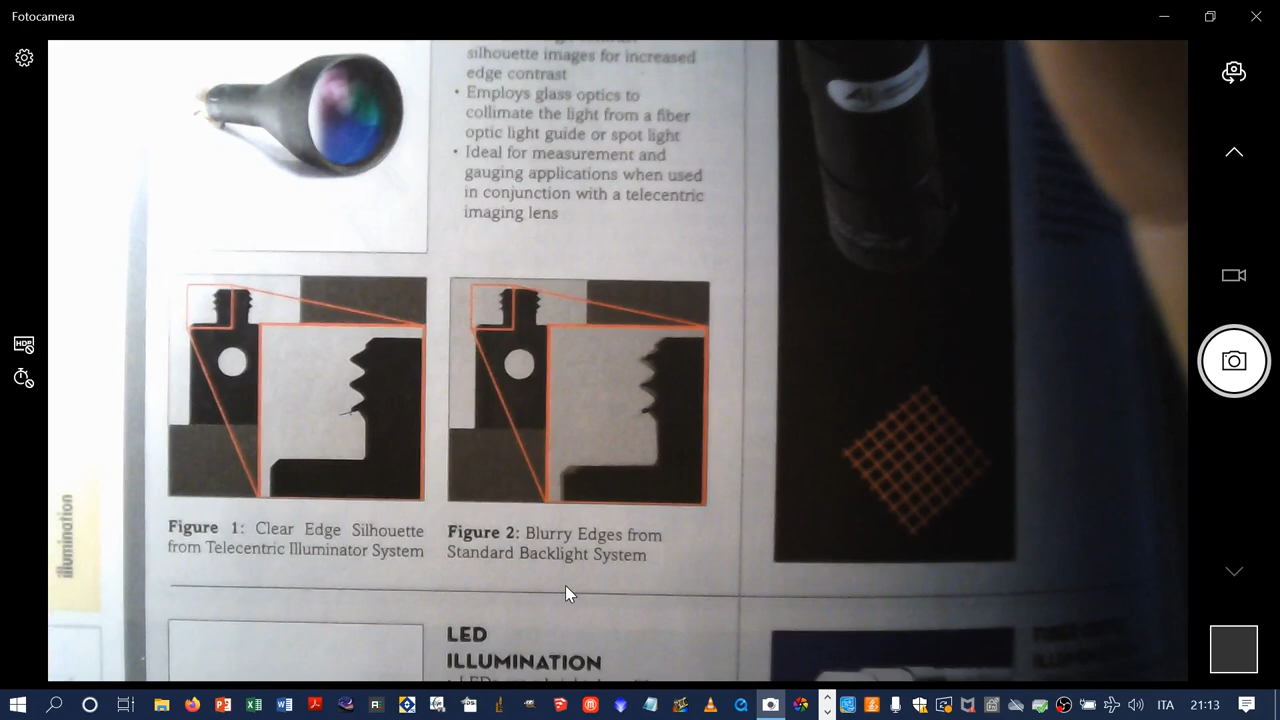 Fotocamera
silhouette images for increased
edge contrast
• Employs glass optics to
collimate the light from a fiber
optic light guide or spot light
• Ideal for measurement and
gauging applications when used
in conjunction with a telecentric
imaging lens
Figure 1: Clear Edge Silhouette
from Telecentric Illuminator System
Figure 2: Blurry Edges from
Standard Backlight System
illumination
LED
ILLUMINATION
ITA
21:13